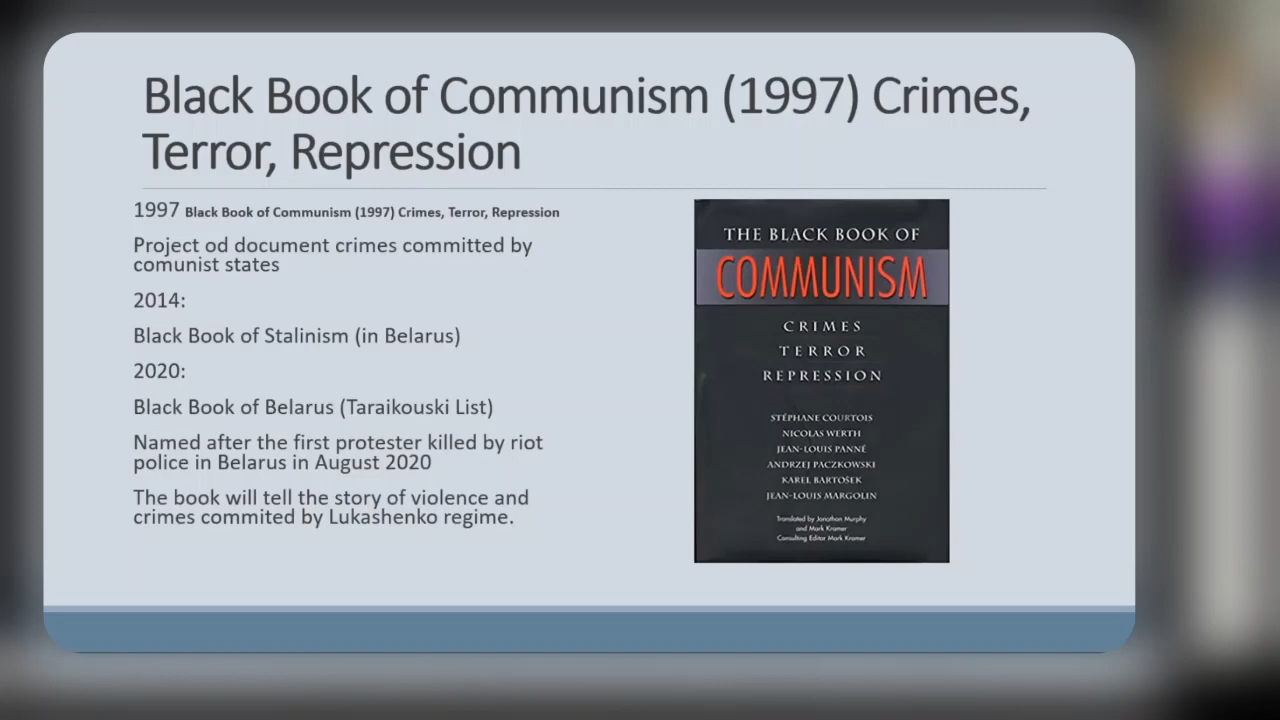 Black Book of Communism (1997) Crimes,
Terror, Repression
1997 Black Book of Communism (1997) Crimes, Terror, Repression
Project od document crimes committed by
comunist states
2014:
Black Book of Stalinism (in Belarus)
2020:
Black Book of Belarus (Taraikouski List)
Named after the first protester killed by riot
police in Belarus in August 2020
The book will tell the story of violence and
crimes commited by Lukashenko regime.
THE BLACK BOOK OF
COMMUNISM
CRIMES
TERROR
REPRESSION
STÉPHANE COURTOIS
NICOLAS WERTH
JEAN-LOUIS PANNÉ
ANDRZEJ PACZKOWSKI
KAREL BARTOŠEK
JEAN-LOUIS MARGOLIN
Translated by Jonathan Murphy
and Mark Kramer
Consulting Editor Mark Kramer